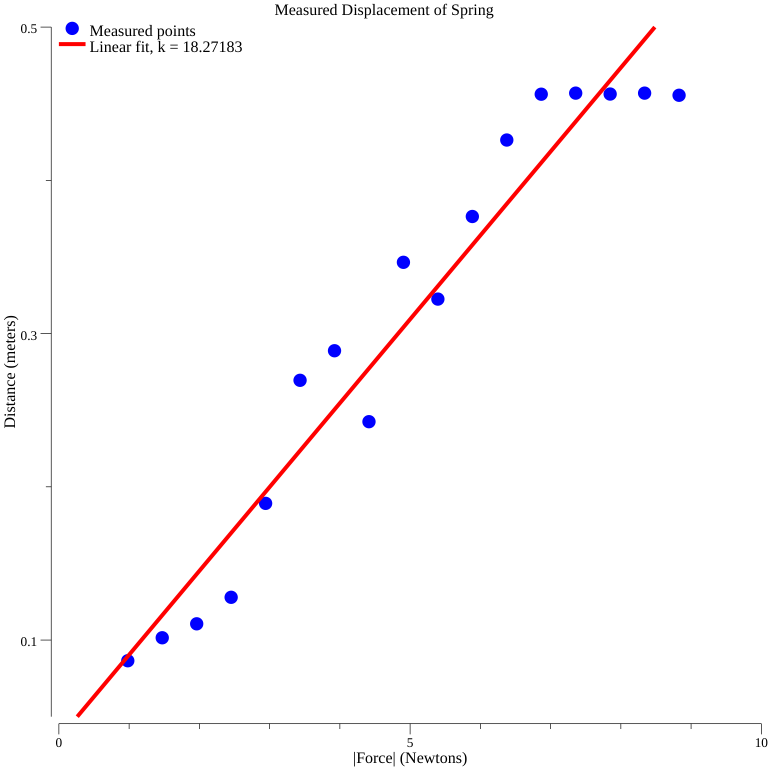 Measured Displacement of Spring
0.5
Measured points
Linear fit, k = 18.27183
0.3
Distance (meters)
0.1
0
5
10
|Force| (Newtons)